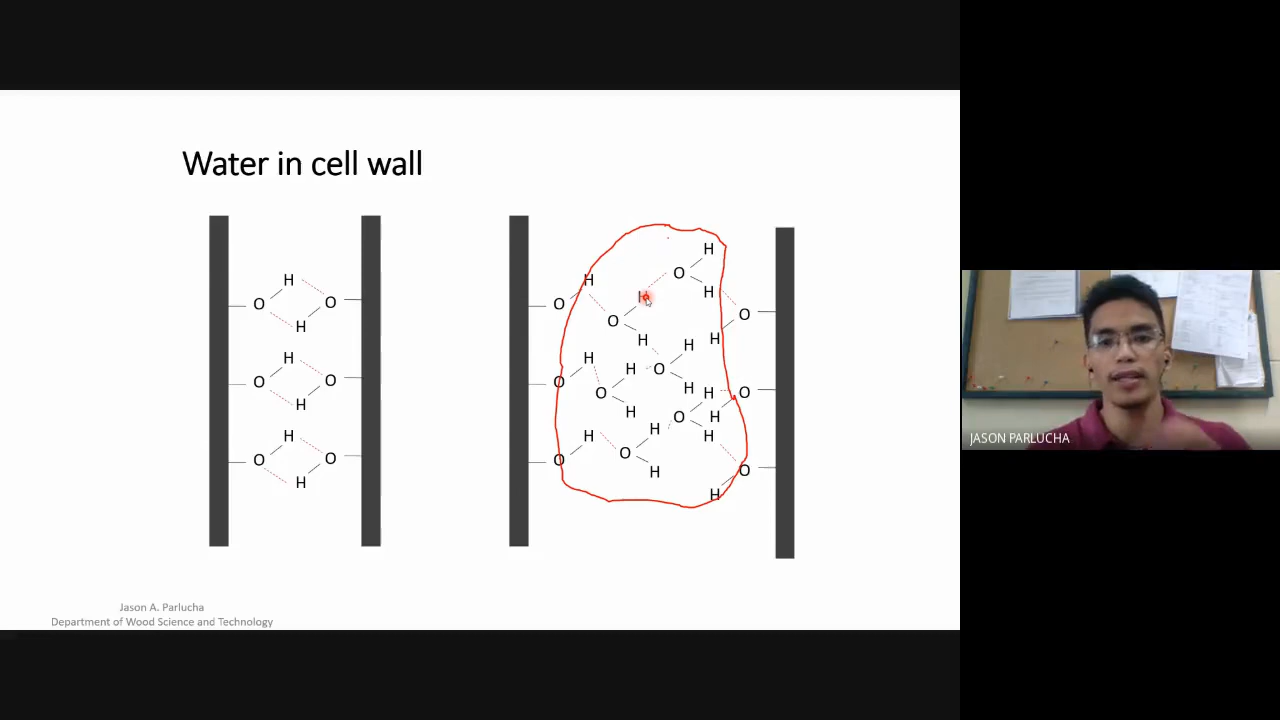 Water in cell wall
H
O O
H
H
O O
H
H
O O
H
H
O
H H
H
O O
O H
H H
H H O
O H H H O
O H H
H O H
H O
O H O
H H
Jason A. Parlucha
Department of Wood Science and Technology
JASON PARLUCHA